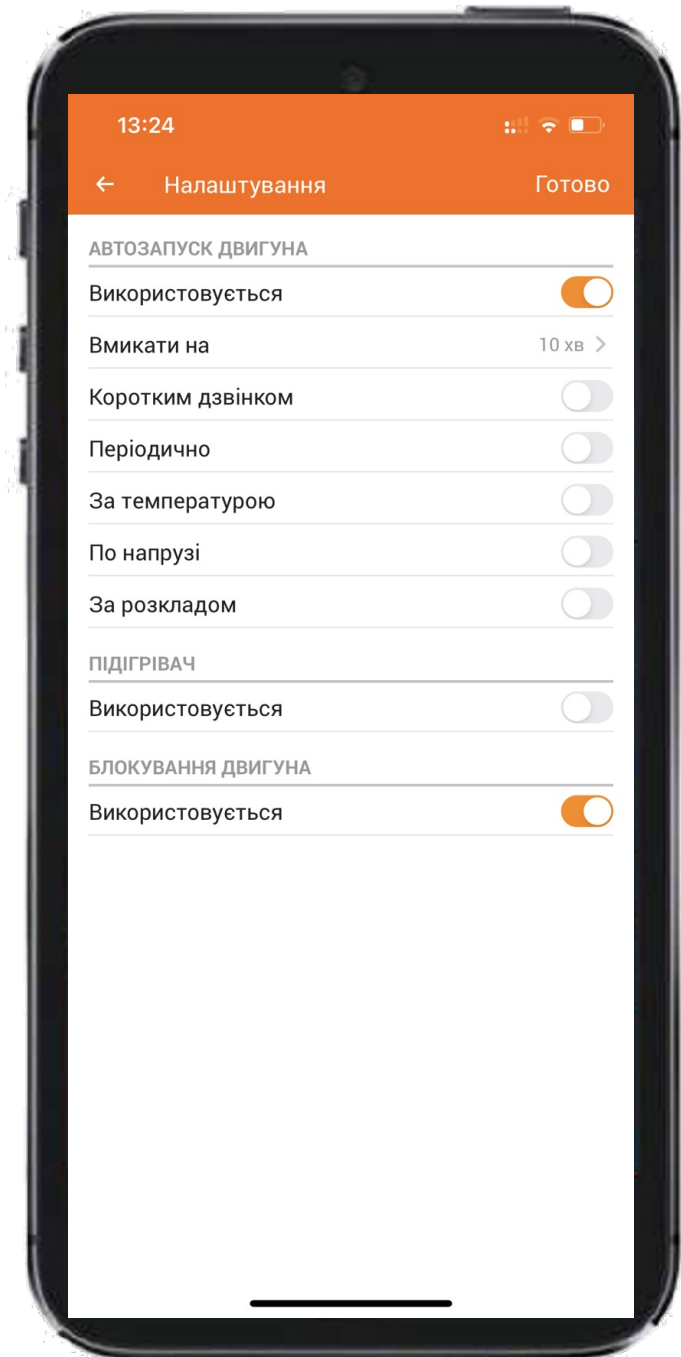 13:24
← Налаштування Готово
АВТОЗАПУСК ДВИГУНА
Використовується
Вмикати на 10 хв >
Коротким дзвінком
Періодично
За температурою
По напрузі
За розкладом
ПІДІГРІВАЧ
Використовується
БЛОКУВАННЯ ДВИГУНА
Використовується